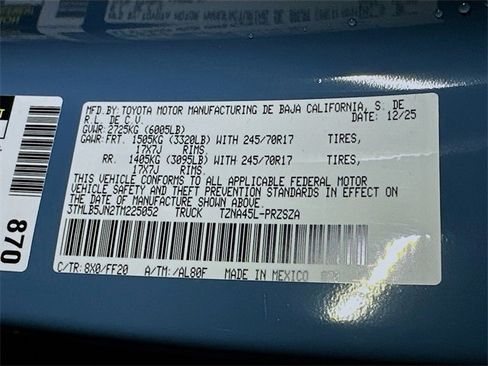 MFD. BY: TOYOTA MOTOR MANUFACTURING DE BAJA CALIFORNIA, S. DE
R.L. DE C.V. DATE: 12/25
GVWR: 2725KG (6005LB)
GAWR: FRT. 1505KG (3320LB) WITH 245/70R17 TIRES,
17X7J RIMS.
RR. 1405KG (3095LB) WITH 245/70R17 TIRES,
17X7J RIMS.
THIS VEHICLE CONFORMS TO ALL APPLICABLE FEDERAL MOTOR
VEHICLE SAFETY AND THEFT PREVENTION STANDARDS IN EFFECT ON
THE DATE OF MANUFACTURE SHOWN ABOVE.
3TMLB5JN2TM225052 TRUCK TZNA45L-PRZSZA
C/TR: 8X0/FF20 A/TM: /AL80F MADE IN MEXICO
870